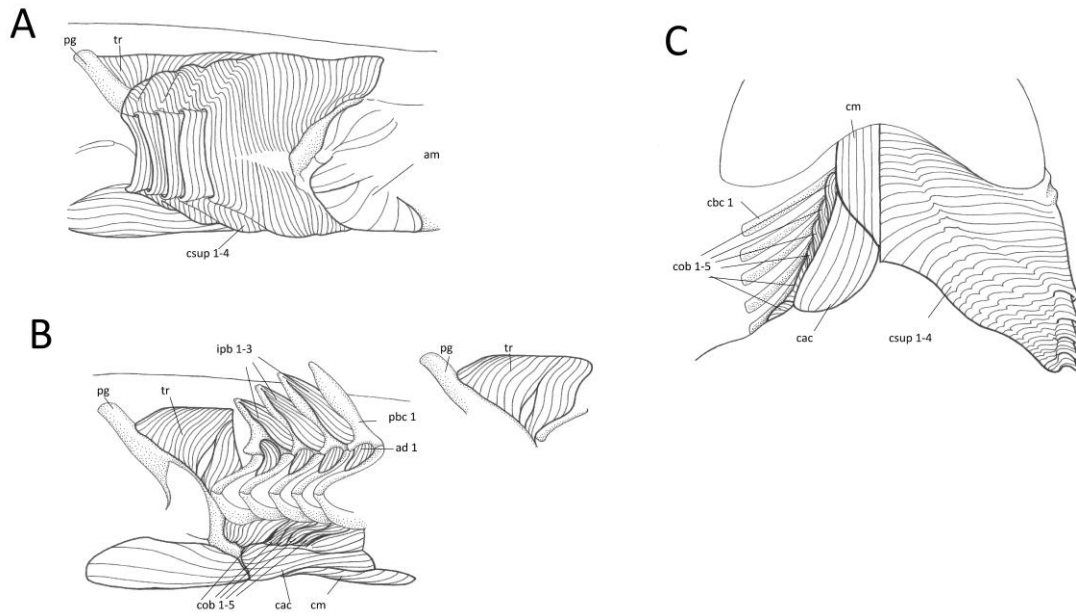 A
pg
tr
am
csup 1-4
B
ipb 1-3
pg
tr
pbc 1
ad 1
cob 1-5
cac
cm
pg
tr
C
cm
cbc 1
cob 1-5
cac
csup 1-4